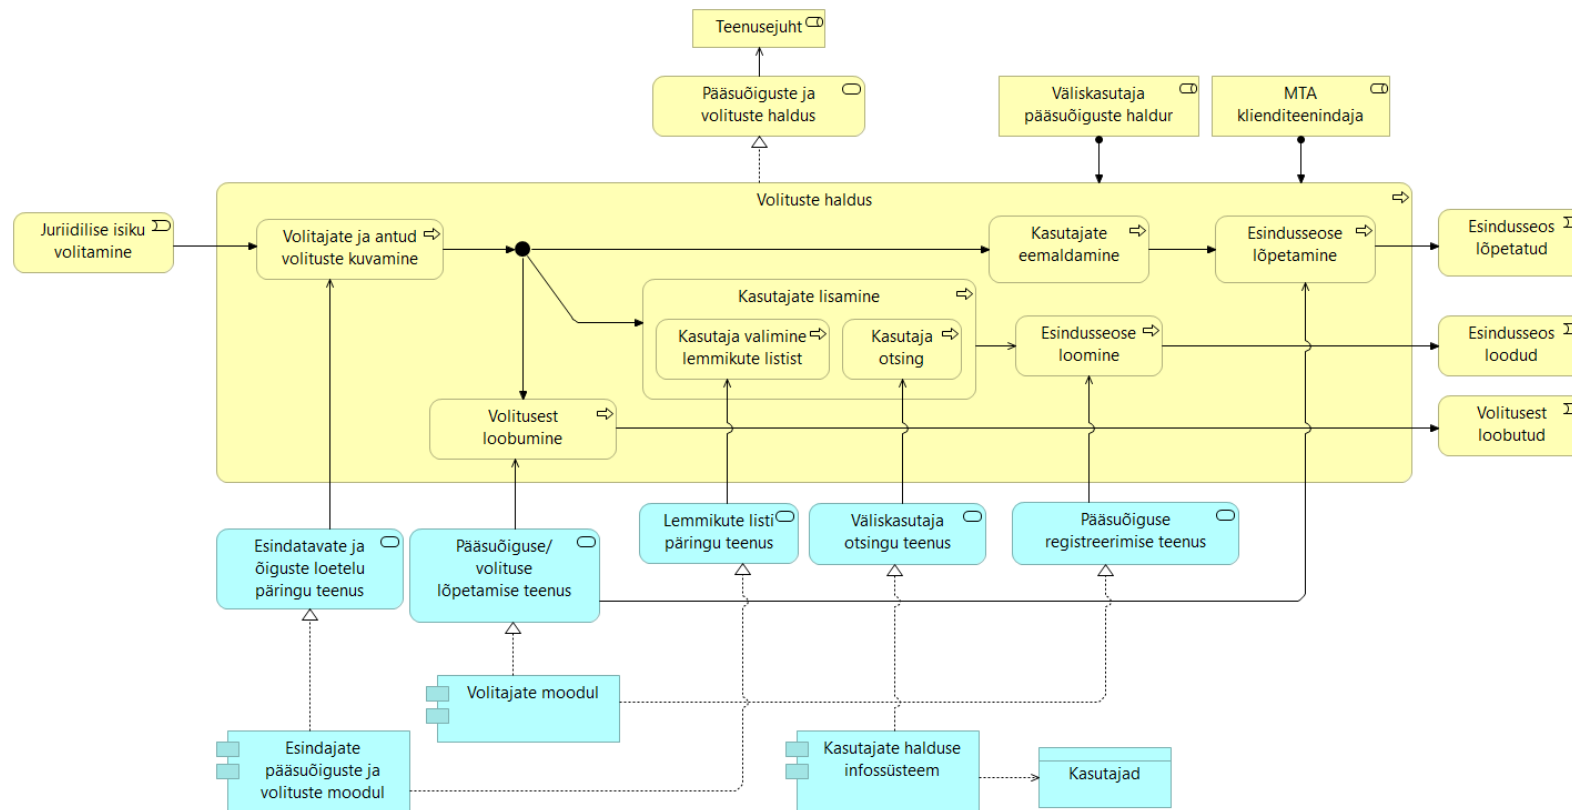 Teenusejuht
Pääsuõiguste ja
volituste haldus
Väliskasutaja
pääsuõiguste haldur
MTA
klienditeenindaja
Volituste haldus
Juriidilise isiku
volitamine
Volitajate ja antud
volituste kuvamine
Kasutajate
eemaldamine
Esindusseose
lõpetamine
Esindusseos
lõpetatud
Kasutajate lisamine
Kasutaja valimine
lemmikute listist
Kasutaja
otsing
Esindusseose
loomine
Esindusseos
loodud
Volitusest
loobumine
Volitusest
loobutud
Esindatavate ja
õiguste loetelu
päringu teenus
Pääsuõiguse/
volituse
lõpetamise teenus
Lemmikute listi
päringu teenus
Väliskasutaja
otsingu teenus
Pääsuõiguse
registreerimise teenus
Volitajate moodul
Esindajate
pääsuõiguste ja
volituste moodul
Kasutajate halduse
infossüsteem
Kasutajad